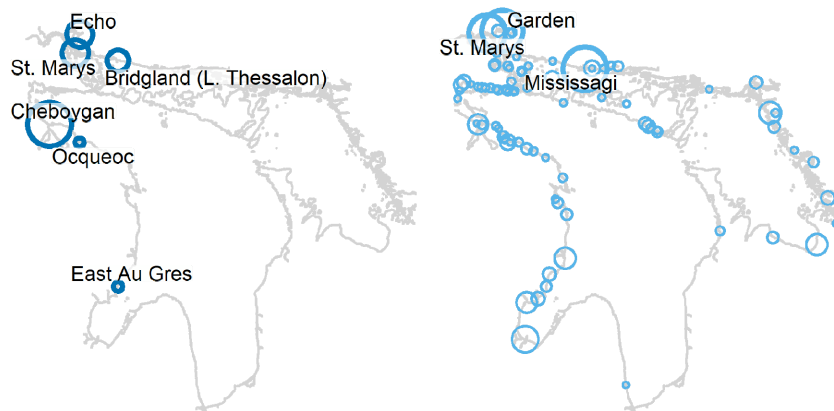 Echo
St. Marys
Bridgland (L. Thessalon)
Cheboygan
Ocqueoc
East Au Gres
Garden
St. Marys
Mississagi